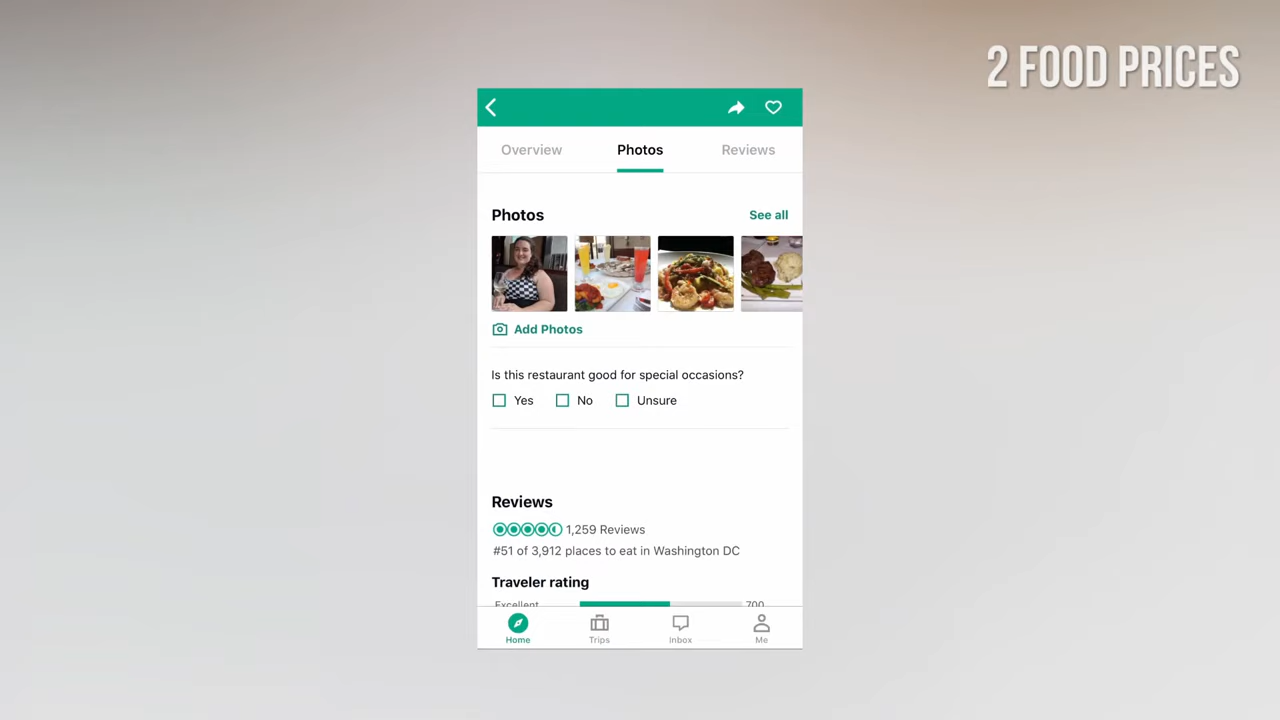 2 FOOD PRICES
Overview Photos Reviews
Photos See all
Add Photos
Is this restaurant good for special occasions?
Yes No Unsure
Reviews
1,259 Reviews
#51 of 3,912 places to eat in Washington DC
Traveler rating
Excellent 700
Home Trips Inbox Me